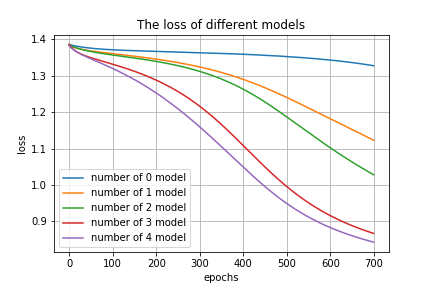 The loss of different models
1.4
1.3
1.2
1.1
1.0
0.9
loss
number of 0 model
number of 1 model
number of 2 model
number of 3 model
number of 4 model
0 100 200 300 400 500 600 700
epochs